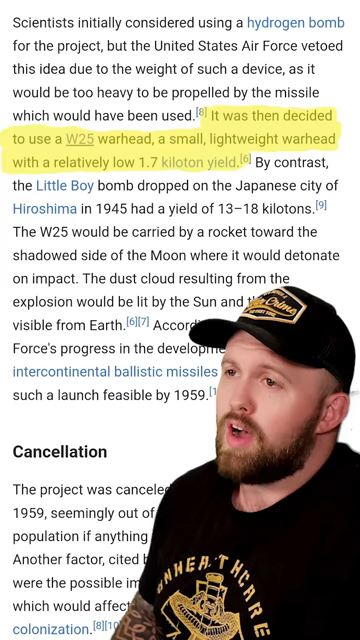 Scientists initially considered using a hydrogen bomb
for the project, but the United States Air Force vetoed
this idea due to the weight of such a device, as it
would be too heavy to be propelled by the missile
which would have been used.[8] It was then decided
to use a W25 warhead, a small, lightweight warhead
with a relatively low 1.7 kiloton yield.[6] By contrast,
the Little Boy bomb dropped on the Japanese city of
Hiroshima in 1945 had a yield of 13–18 kilotons.[9]
The W25 would be carried by a rocket toward the
shadowed side of the Moon where it would detonate
on impact. The dust cloud resulting from the
explosion would be lit by the Sun and
visible from Earth.[6][7]
Force's progress in the
intercontinental ballistic missiles
such a launch feasible by 1959.
Cancellation
The project was
1959, seemingly out of
population if anything
Another factor, cited
were the possible
which would affect
colonization.[8]
UNHEALTHCARE